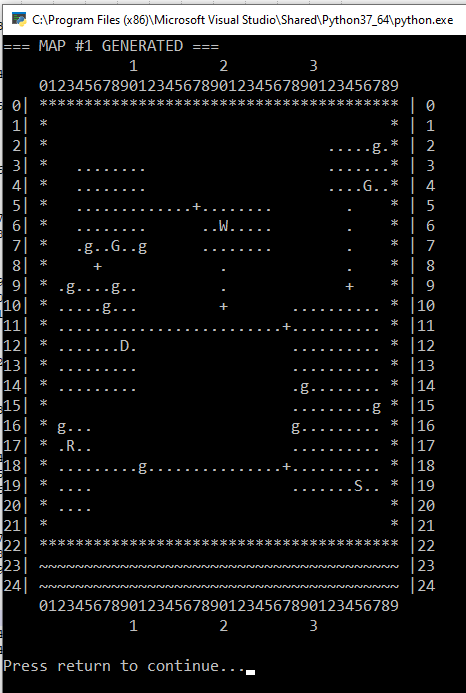 C:\Program Files (x86)\Microsoft Visual Studio\Shared\Python37_64\python.exe
=== MAP #1 GENERATED ===
              1         2         3
    0123456789012345678901234567890123456789
 0| **************************************** | 0
 1| *                                      * | 1
 2| *                               .....g.* | 2
 3| *   ........                    .......* | 3
 4| *   ........                    ....G..* | 4
 5| *   .............+........        .    * | 5
 6| *   ........      ..W.....        .    * | 6
 7| *   .g..G..g      ........        .    * | 7
 8| *     +             .             .    * | 8
 9| * .g....g..         .             +    * | 9
10| * .....g...         +       .......... * |10
11| * .........................+.......... * |11
12| * .......D.                 .......... * |12
13| * .........                 .......... * |13
14| * .........                 .g........ * |14
15| *                           .........g * |15
16| * g...                      g......... * |16
17| * .R..                      .......... * |17
18| * .........g...............+.......... * |18
19| * ....                      .......S.. * |19
20| * ....                                 * |20
21| *                                      * |21
22| **************************************** |22
23| ~~~~~~~~~~~~~~~~~~~~~~~~~~~~~~~~~~~~~~~~ |23
24| ~~~~~~~~~~~~~~~~~~~~~~~~~~~~~~~~~~~~~~~~ |24
    0123456789012345678901234567890123456789
              1         2         3
Press return to continue...